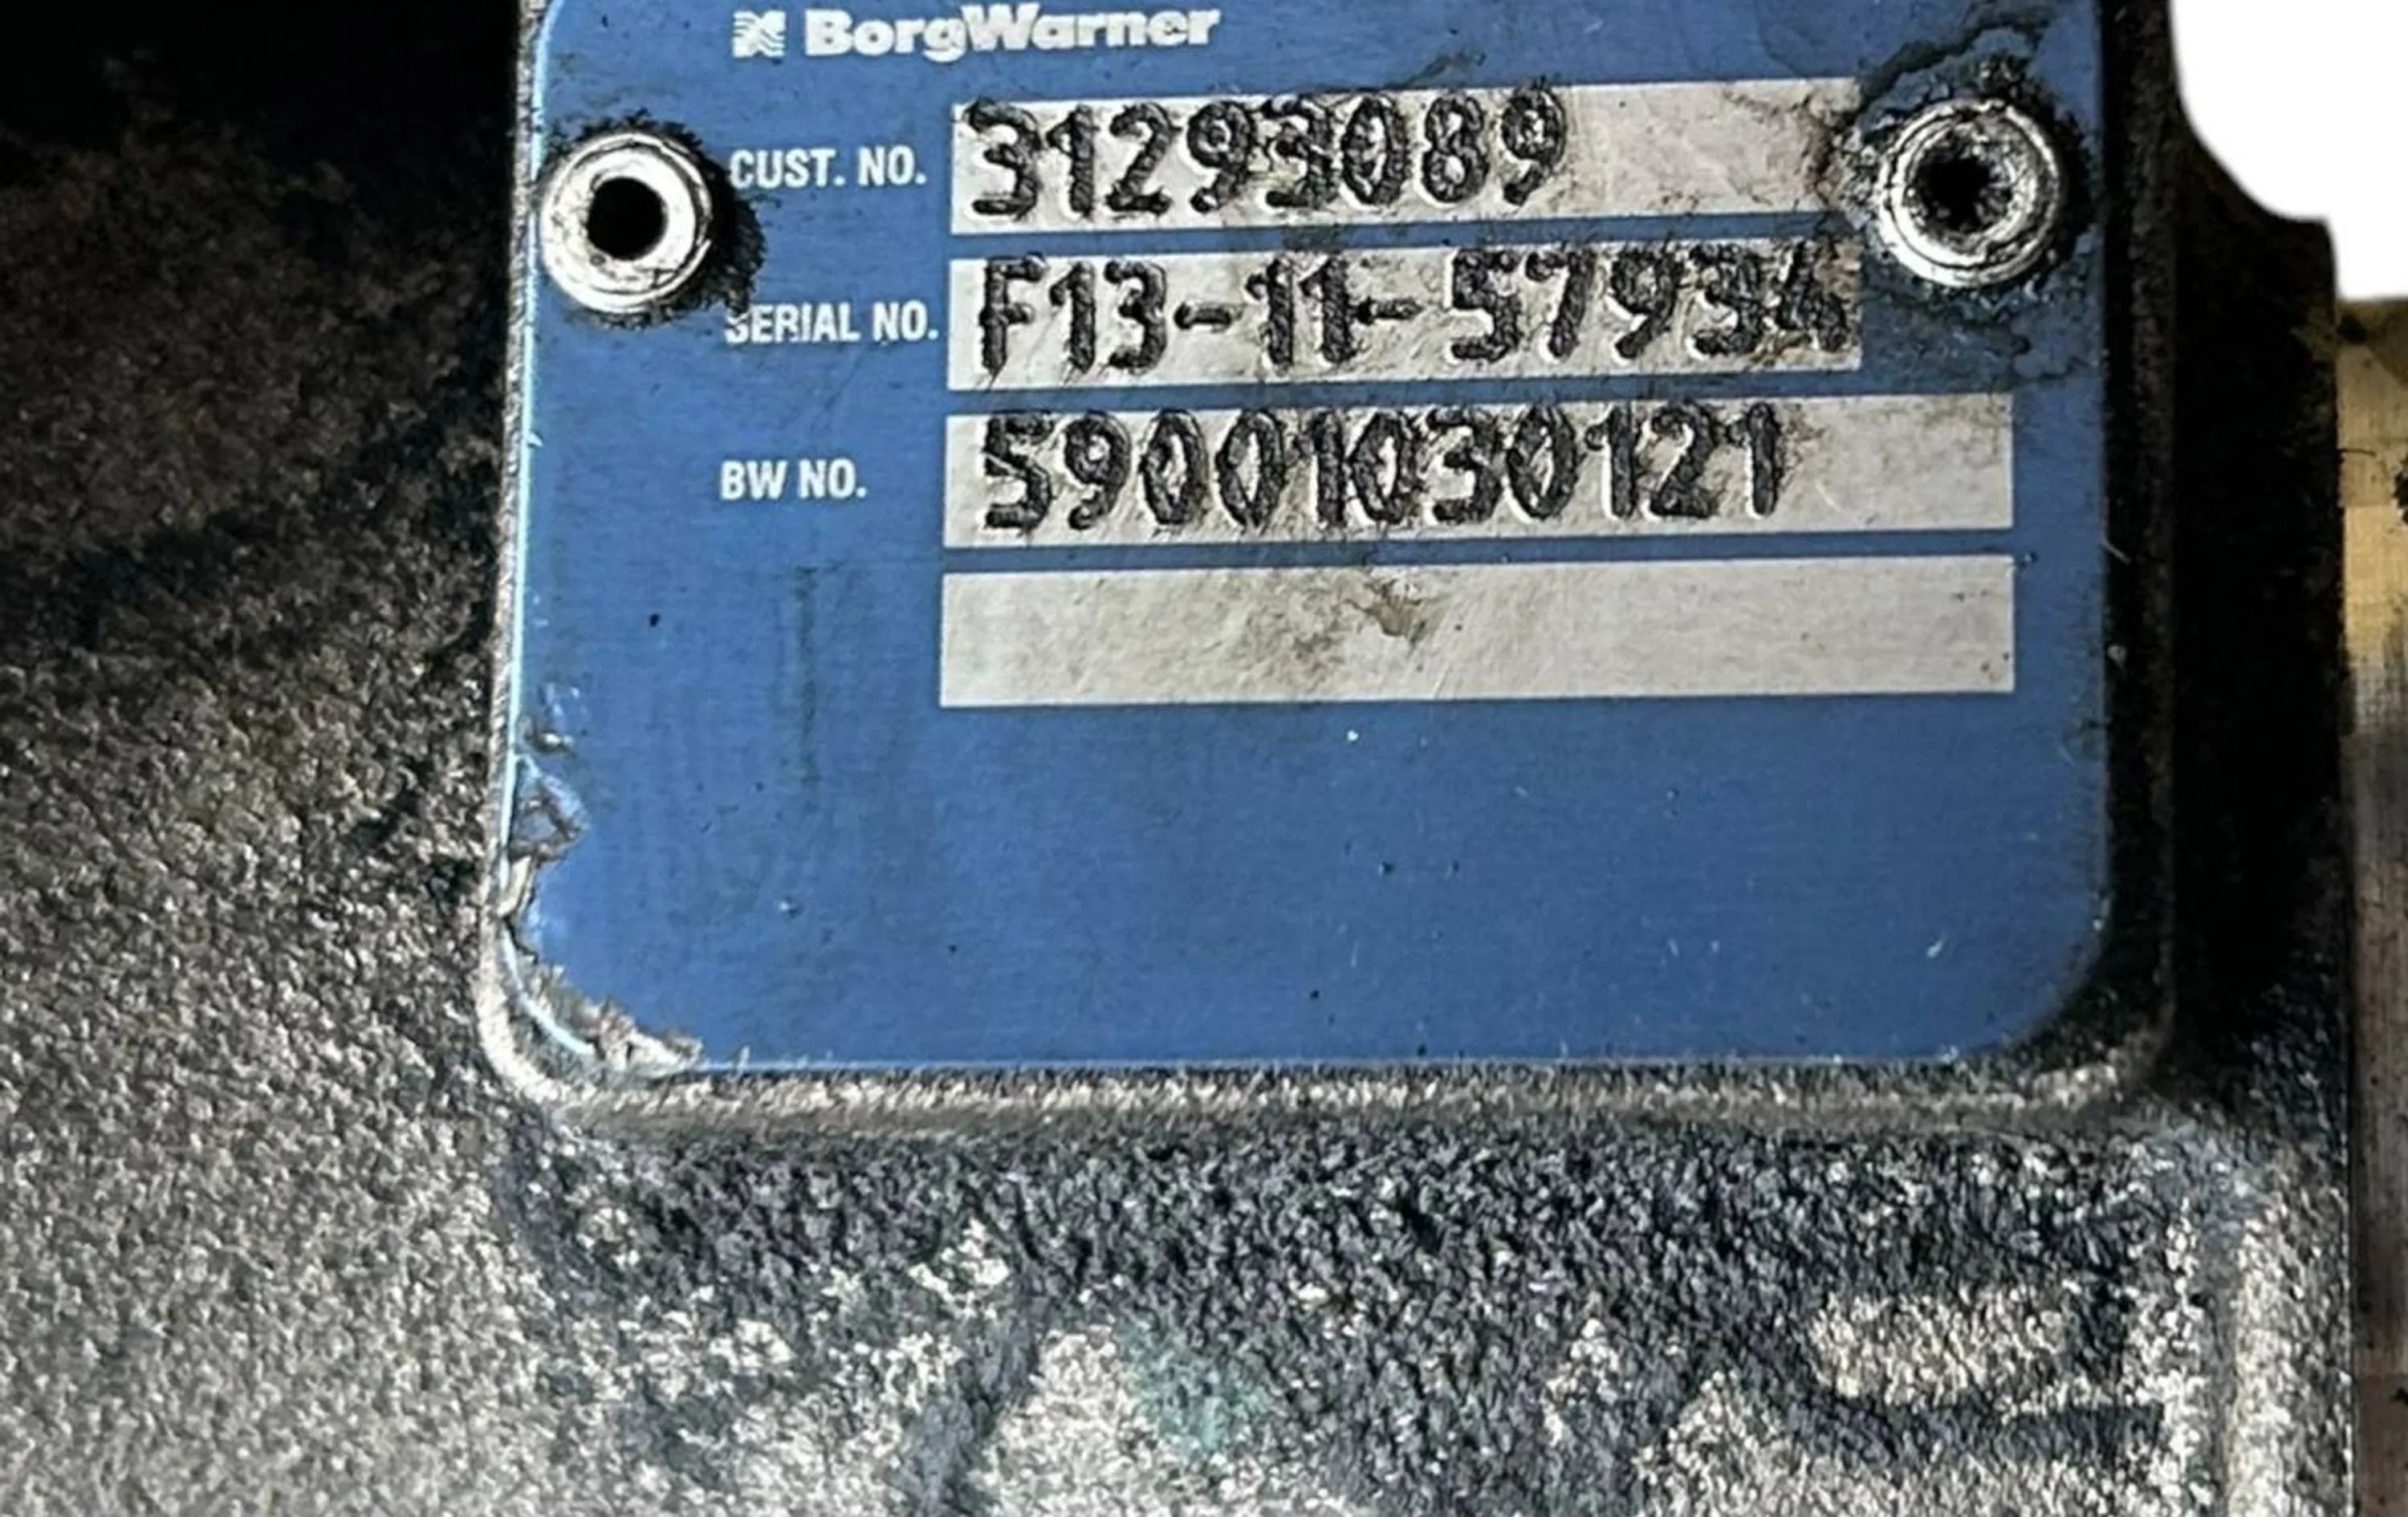 BorgWarner
CUST. NO. 31293089
SERIAL NO. F13-11-57934
BW NO. 59001030121